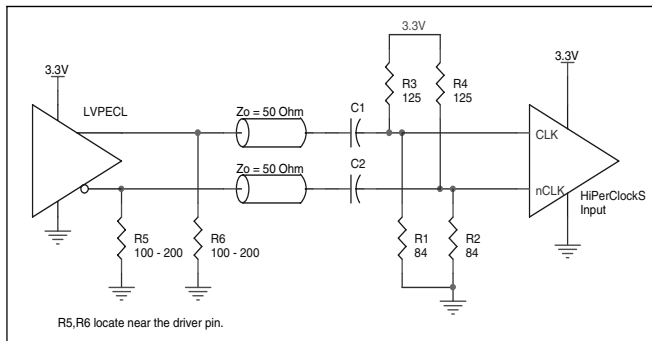 3.3V
3.3V
3.3V
R3
125
R4
125
LVPECL
Zo = 50 Ohm
C1
CLK
Zo = 50 Ohm
C2
nCLK
HiPerClockS
Input
R5
100 - 200
R6
100 - 200
R1
84
R2
84
R5,R6 locate near the driver pin.